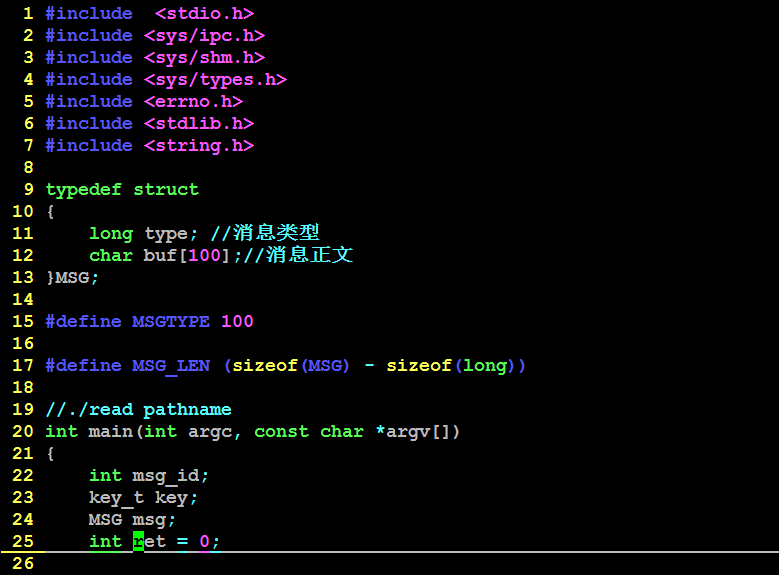 1 #include  <stdio.h>
2 #include <sys/ipc.h>
3 #include <sys/shm.h>
4 #include <sys/types.h>
5 #include <errno.h>
6 #include <stdlib.h>
7 #include <string.h>
8
9 typedef struct
10 {
11     long type; //消息类型
12     char buf[100];//消息正文
13 }MSG;
14
15 #define MSGTYPE 100
16
17 #define MSG_LEN (sizeof(MSG) - sizeof(long))
18
19 //./read pathname
20 int main(int argc, const char *argv[])
21 {
22     int msg_id;
23     key_t key;
24     MSG msg;
25     int ret = 0;
26